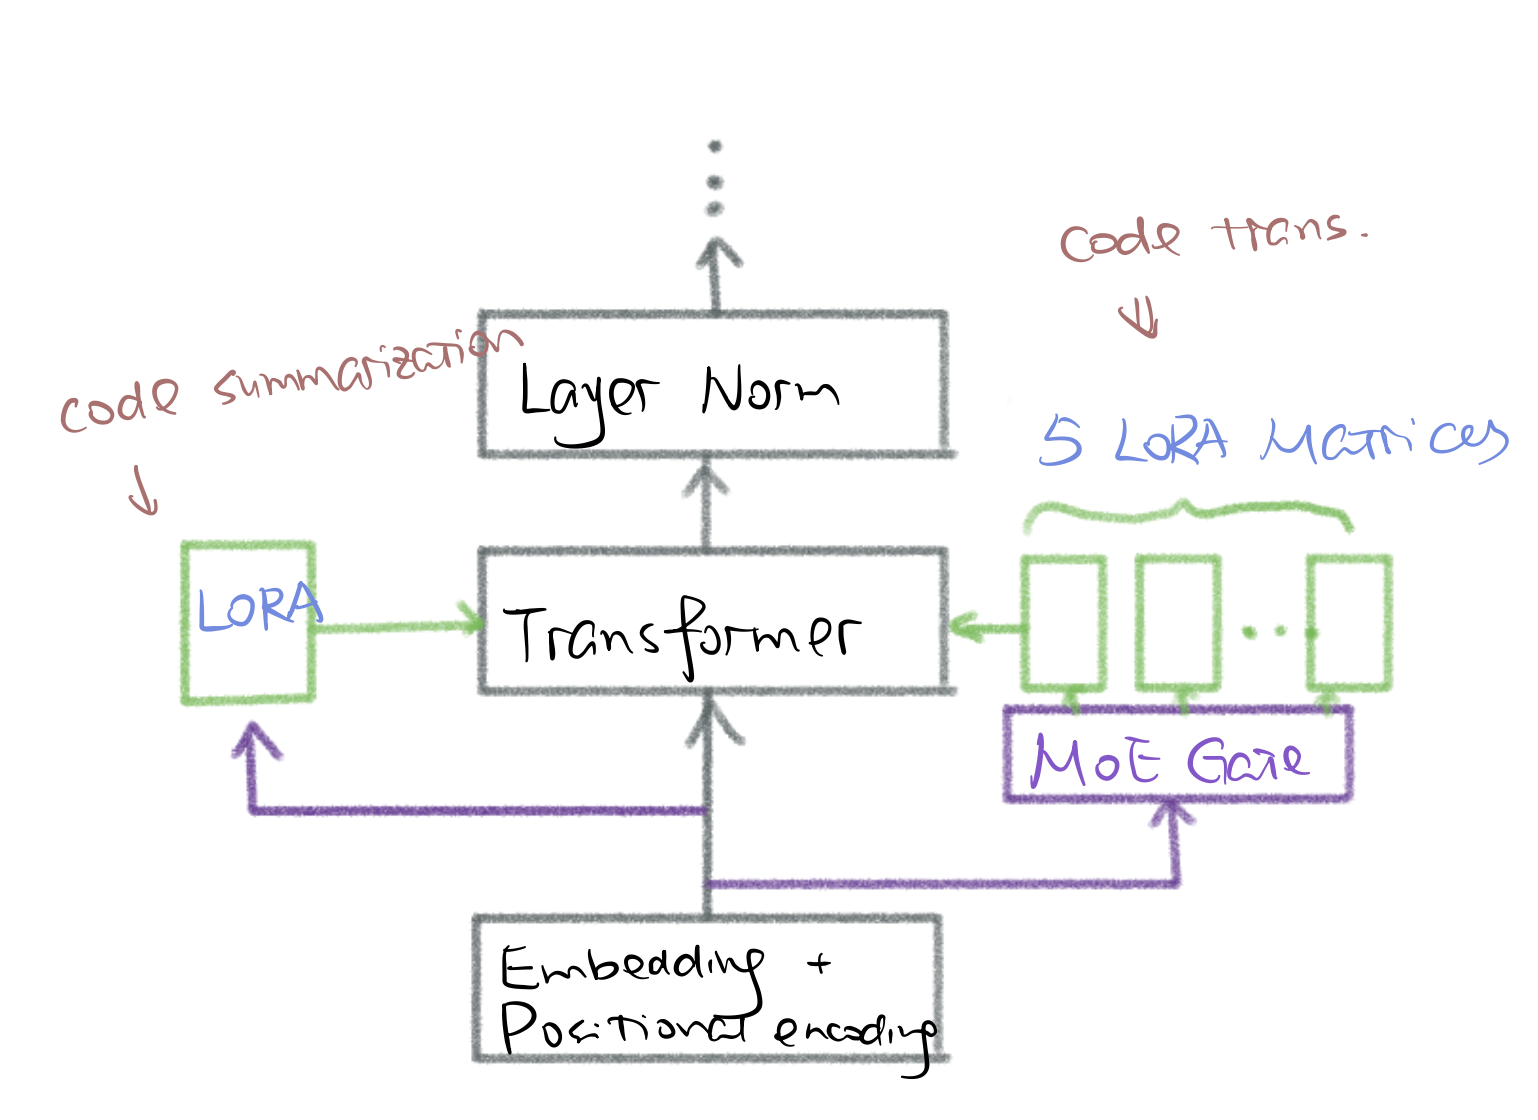 code trans.
code summarization
Layer Norm
5 LoRA Matrices
LORA
Transformer
MoE Gate
Embedding +
Positional encoding